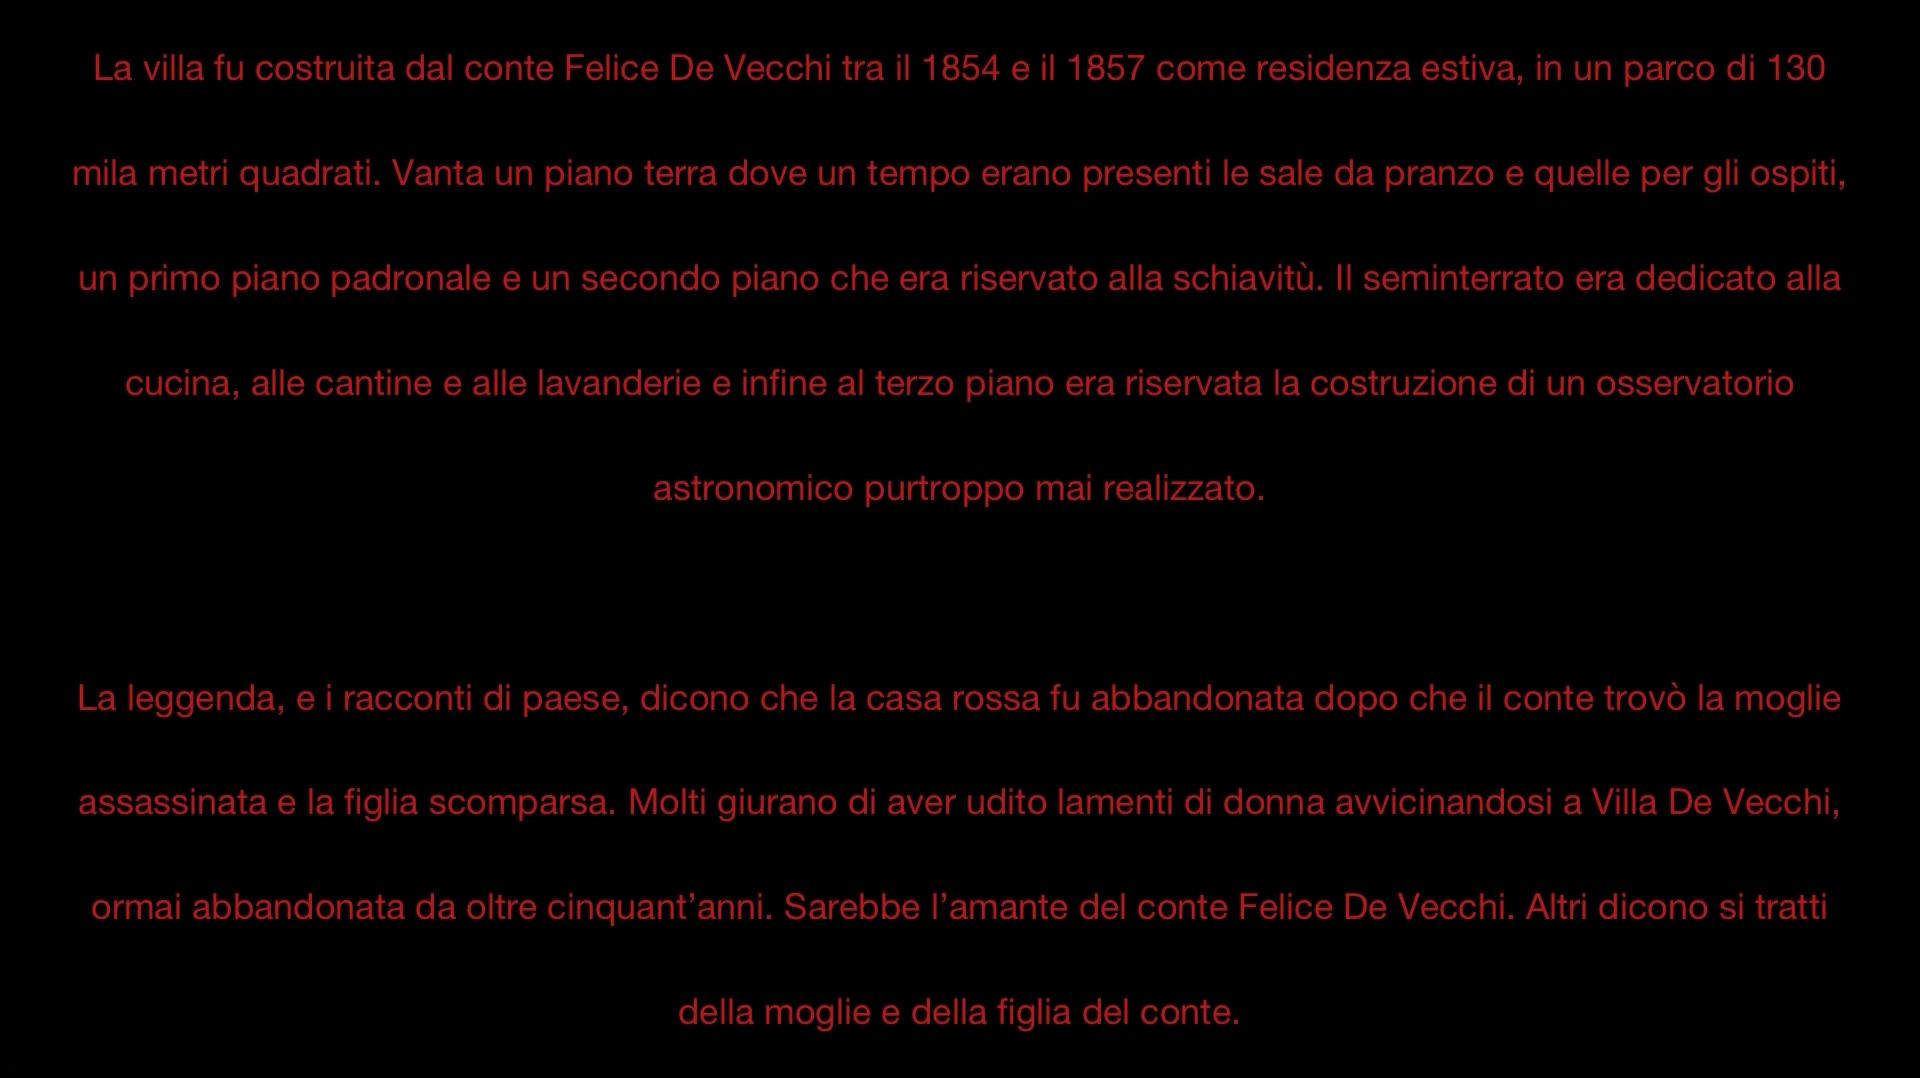 La villa fu costruita dal conte Felice De Vecchi tra il 1854 e il 1857 come residenza estiva, in un parco di 130
mila metri quadrati. Vanta un piano terra dove un tempo erano presenti le sale da pranzo e quelle per gli ospiti,
un primo piano padronale e un secondo piano che era riservato alla schiavitù. Il seminterrato era dedicato alla
cucina, alle cantine e alle lavanderie e infine al terzo piano era riservata la costruzione di un osservatorio
astronomico purtroppo mai realizzato.
La leggenda, e i racconti di paese, dicono che la casa rossa fu abbandonata dopo che il conte trovò la moglie
assassinata e la figlia scomparsa. Molti giurano di aver udito lamenti di donna avvicinandosi a Villa De Vecchi,
ormai abbandonata da oltre cinquant’anni. Sarebbe l’amante del conte Felice De Vecchi. Altri dicono si tratti
della moglie e della figlia del conte.